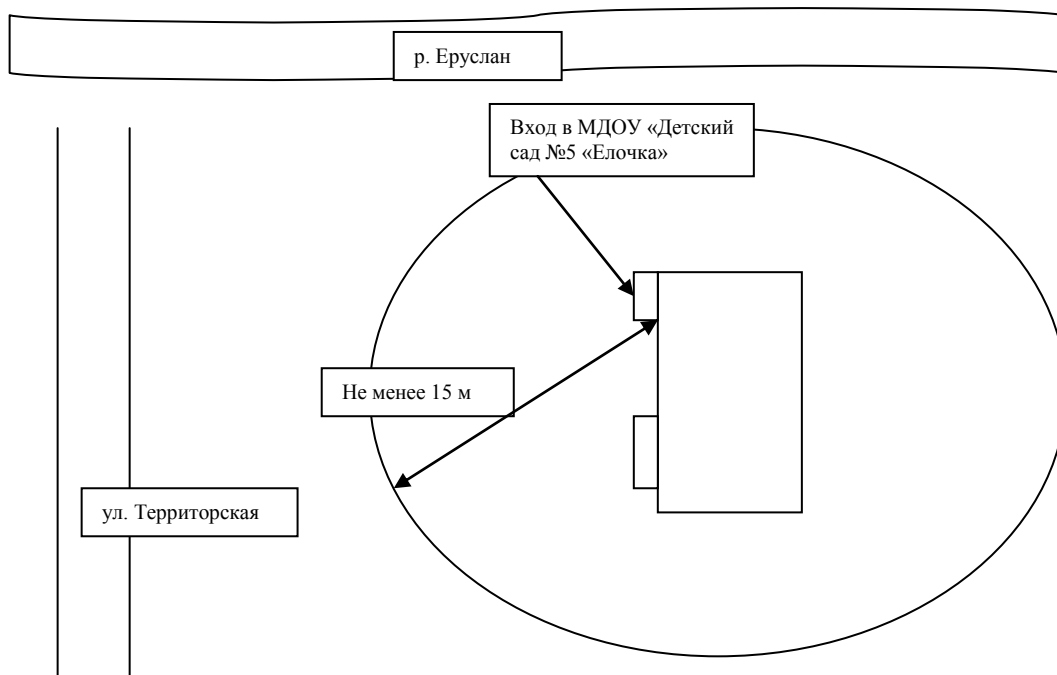 р. Еруслан
Вход в МДОУ «Детский
сад №5 «Елочка»
Не менее 15 м
ул. Территорская